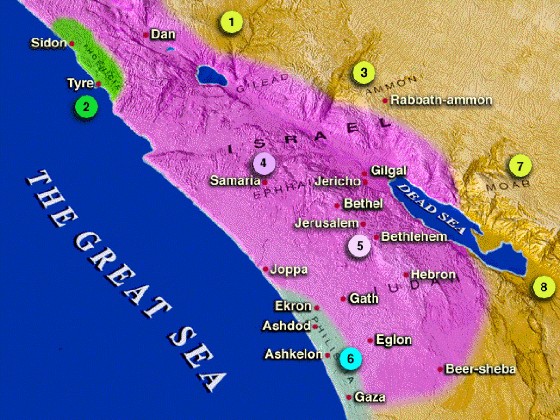 1
Sidon
Dan
PHOENICIA
Tyre
2
GILEAD
3
AMMON
Rabbath-ammon
ISRAEL
4
Samaria
EPHRA
Gilgal
Jericho
Bethel
DEAD SEA
7
MOAB
Jerusalem
Bethlehem
5
THE GREAT SEA
Joppa
Hebron
JUDAH
8
Ekron
Gath
Ashdod
PHILISTIA
Eglon
Ashkelon
6
Beer-sheba
Gaza